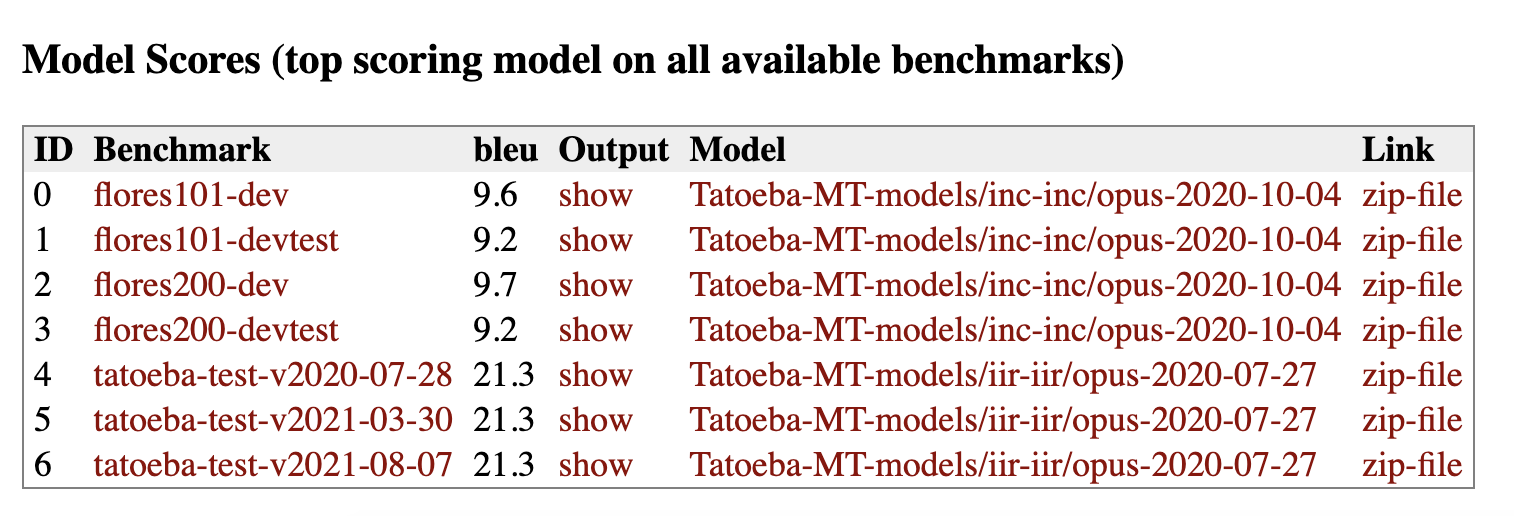 Model Scores (top scoring model on all available benchmarks)
ID Benchmark bleu Output Model Link
0 flores101-dev 9.6 show Tatoeba-MT-models/inc-inc/opus-2020-10-04 zip-file
1 flores101-devtest 9.2 show Tatoeba-MT-models/inc-inc/opus-2020-10-04 zip-file
2 flores200-dev 9.7 show Tatoeba-MT-models/inc-inc/opus-2020-10-04 zip-file
3 flores200-devtest 9.2 show Tatoeba-MT-models/inc-inc/opus-2020-10-04 zip-file
4 tatoeba-test-v2020-07-28 21.3 show Tatoeba-MT-models/iir-iir/opus-2020-07-27 zip-file
5 tatoeba-test-v2021-03-30 21.3 show Tatoeba-MT-models/iir-iir/opus-2020-07-27 zip-file
6 tatoeba-test-v2021-08-07 21.3 show Tatoeba-MT-models/iir-iir/opus-2020-07-27 zip-file